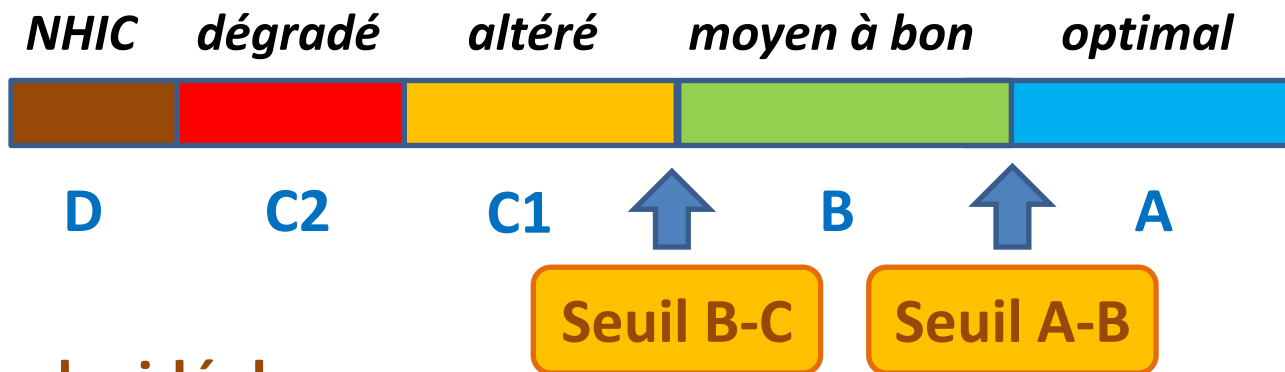 NHIC dégradé altéré moyen à bon optimal
D C2 C1 B A
Seuil B-C Seuil A-B